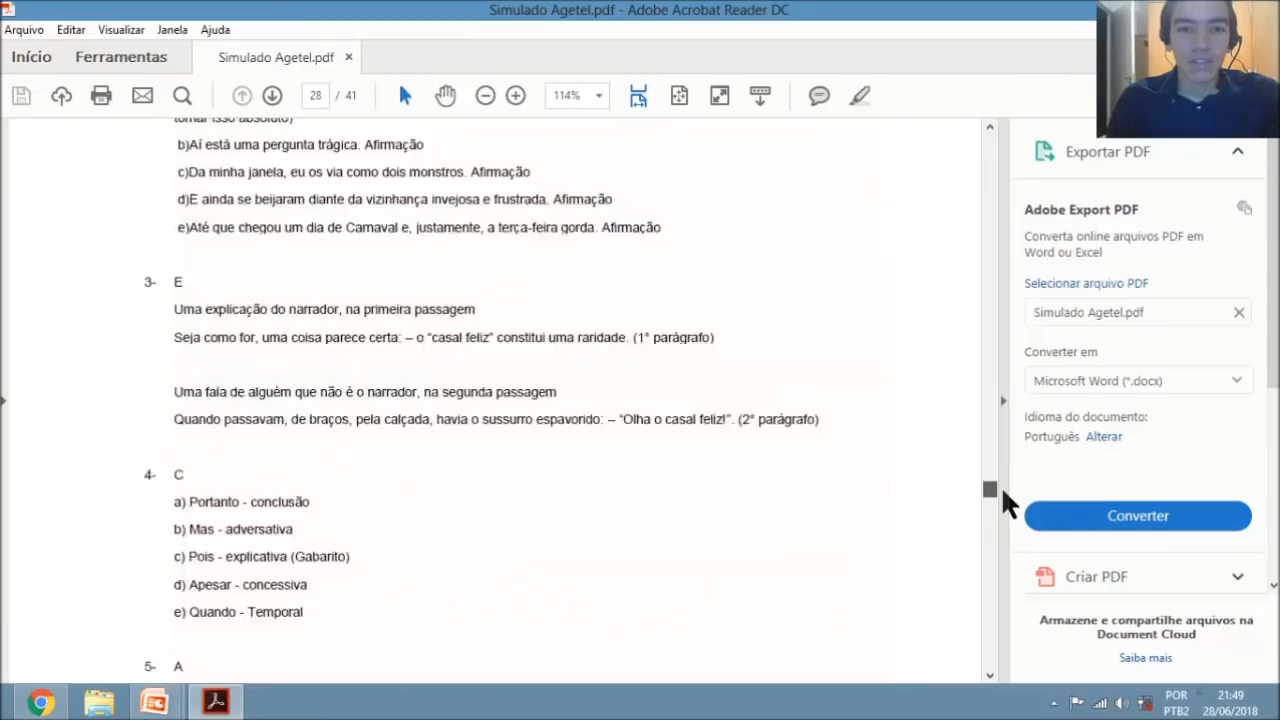 Simulado Agetel.pdf - Adobe Acrobat Reader DC
Arquivo Editar Visualizar Janela Ajuda
Início Ferramentas Simulado Agetel.pdf ×
28 / 41 114%
tornar isso absoluto)
b)Aí está uma pergunta trágica. Afirmação
c)Da minha janela, eu os via como dois monstros. Afirmação
d)E ainda se beijaram diante da vizinhança invejosa e frustrada. Afirmação
e)Até que chegou um dia de Carnaval e, justamente, a terça-feira gorda. Afirmação
3- E
Uma explicação do narrador, na primeira passagem
Seja como for, uma coisa parece certa: – o “casal feliz” constitui uma raridade. (1° parágrafo)
Uma fala de alguém que não é o narrador, na segunda passagem
Quando passavam, de braços, pela calçada, havia o sussurro espavorido: – “Olha o casal feliz!”. (2° parágrafo)
4- C
a) Portanto - conclusão
b) Mas - adversativa
c) Pois - explicativa (Gabarito)
d) Apesar - concessiva
e) Quando - Temporal
5- A
Exportar PDF
Adobe Export PDF
Converta online arquivos PDF em
Word ou Excel
Selecionar arquivo PDF
Simulado Agetel.pdf
Converter em
Microsoft Word (*.docx)
Idioma do documento:
Português Alterar
Converter
Criar PDF
Armazene e compartilhe arquivos na
Document Cloud
Saiba mais
POR 21:49
PTB2 28/06/2018